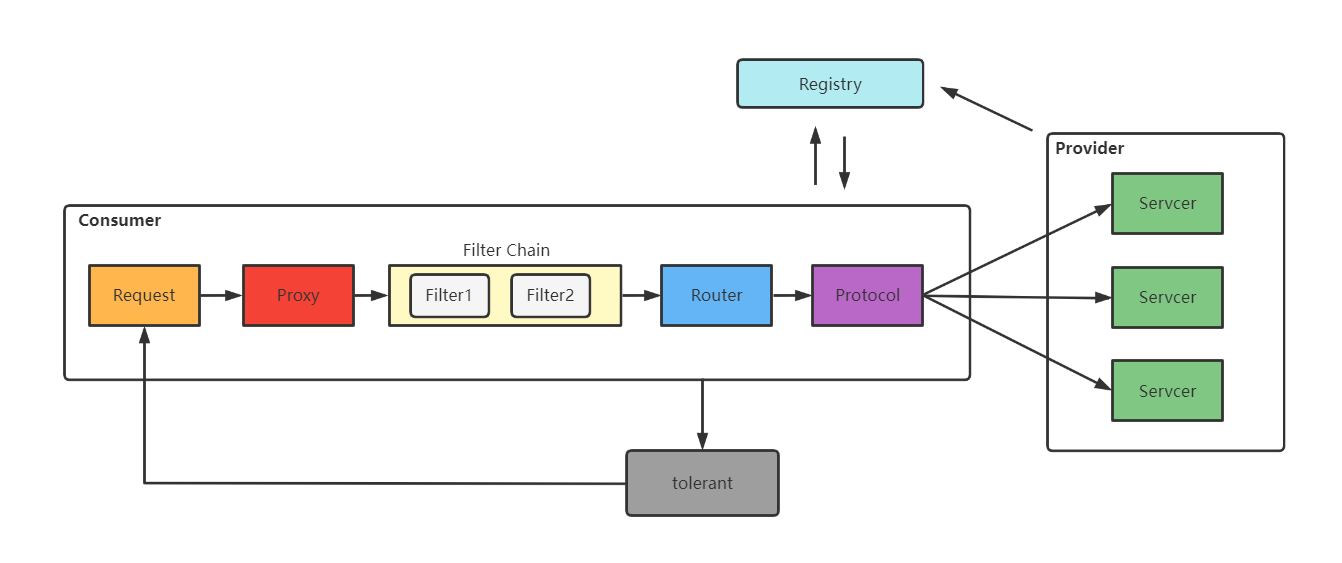 Registry
Provider
Servcer
Consumer
Filter Chain
Request
Proxy
Filter1
Filter2
Router
Protocol
Servcer
Servcer
tolerant